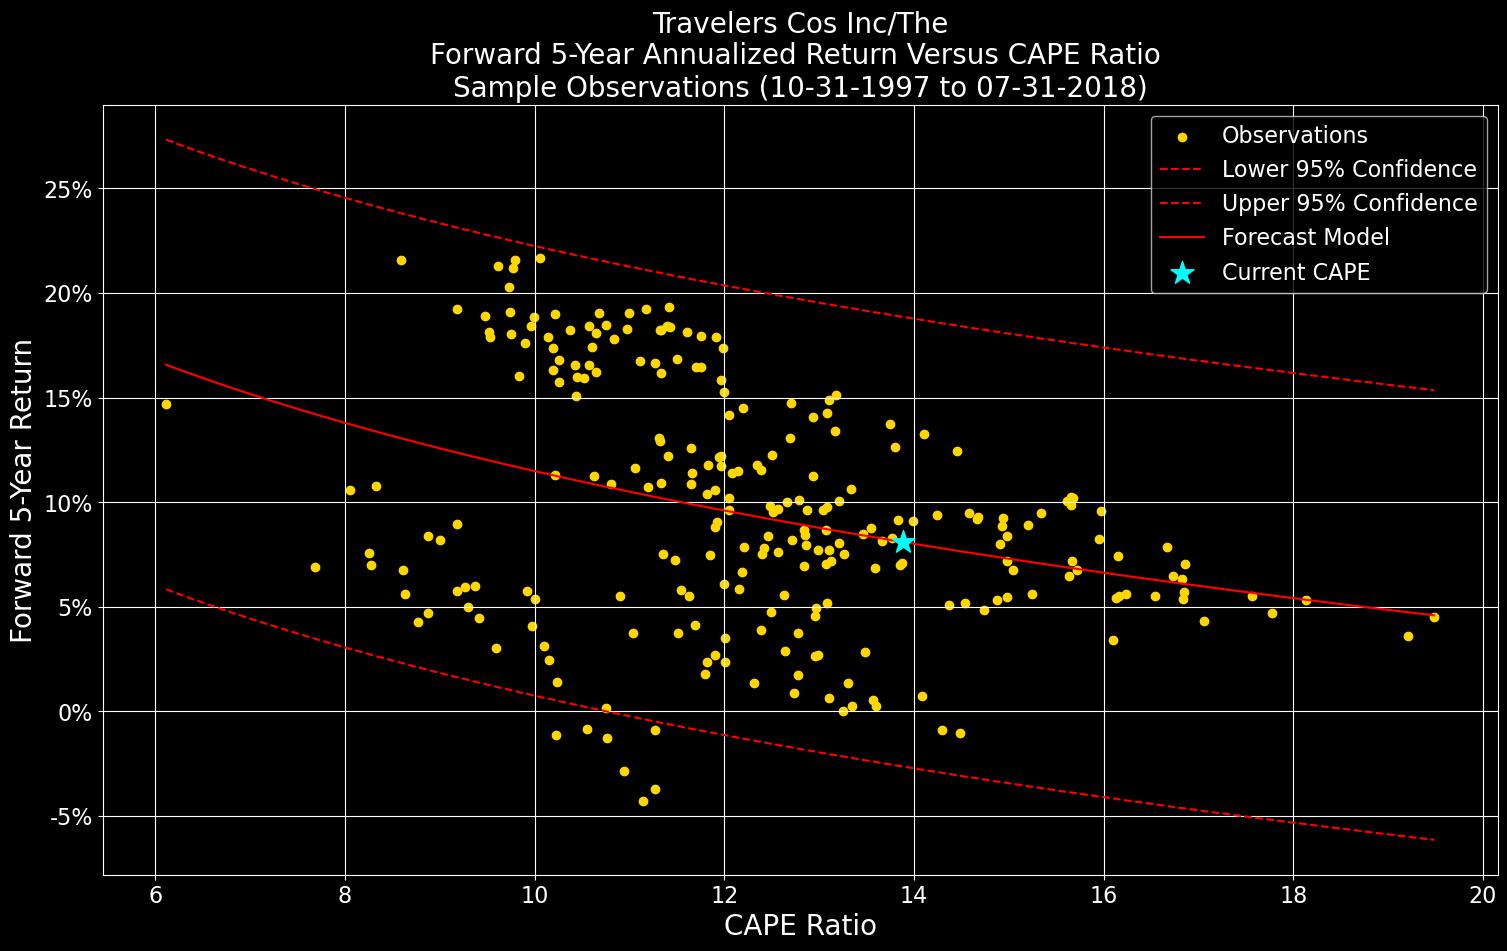 Travelers Cos Inc/The
Forward 5-Year Annualized Return Versus CAPE Ratio
Sample Observations (10-31-1997 to 07-31-2018)
Observations
Lower 95% Confidence
Upper 95% Confidence
Forecast Model
Current CAPE
Forward 5-Year Return
25%
20%
15%
10%
5%
0%
-5%
6
8
10
12
14
16
18
20
CAPE Ratio